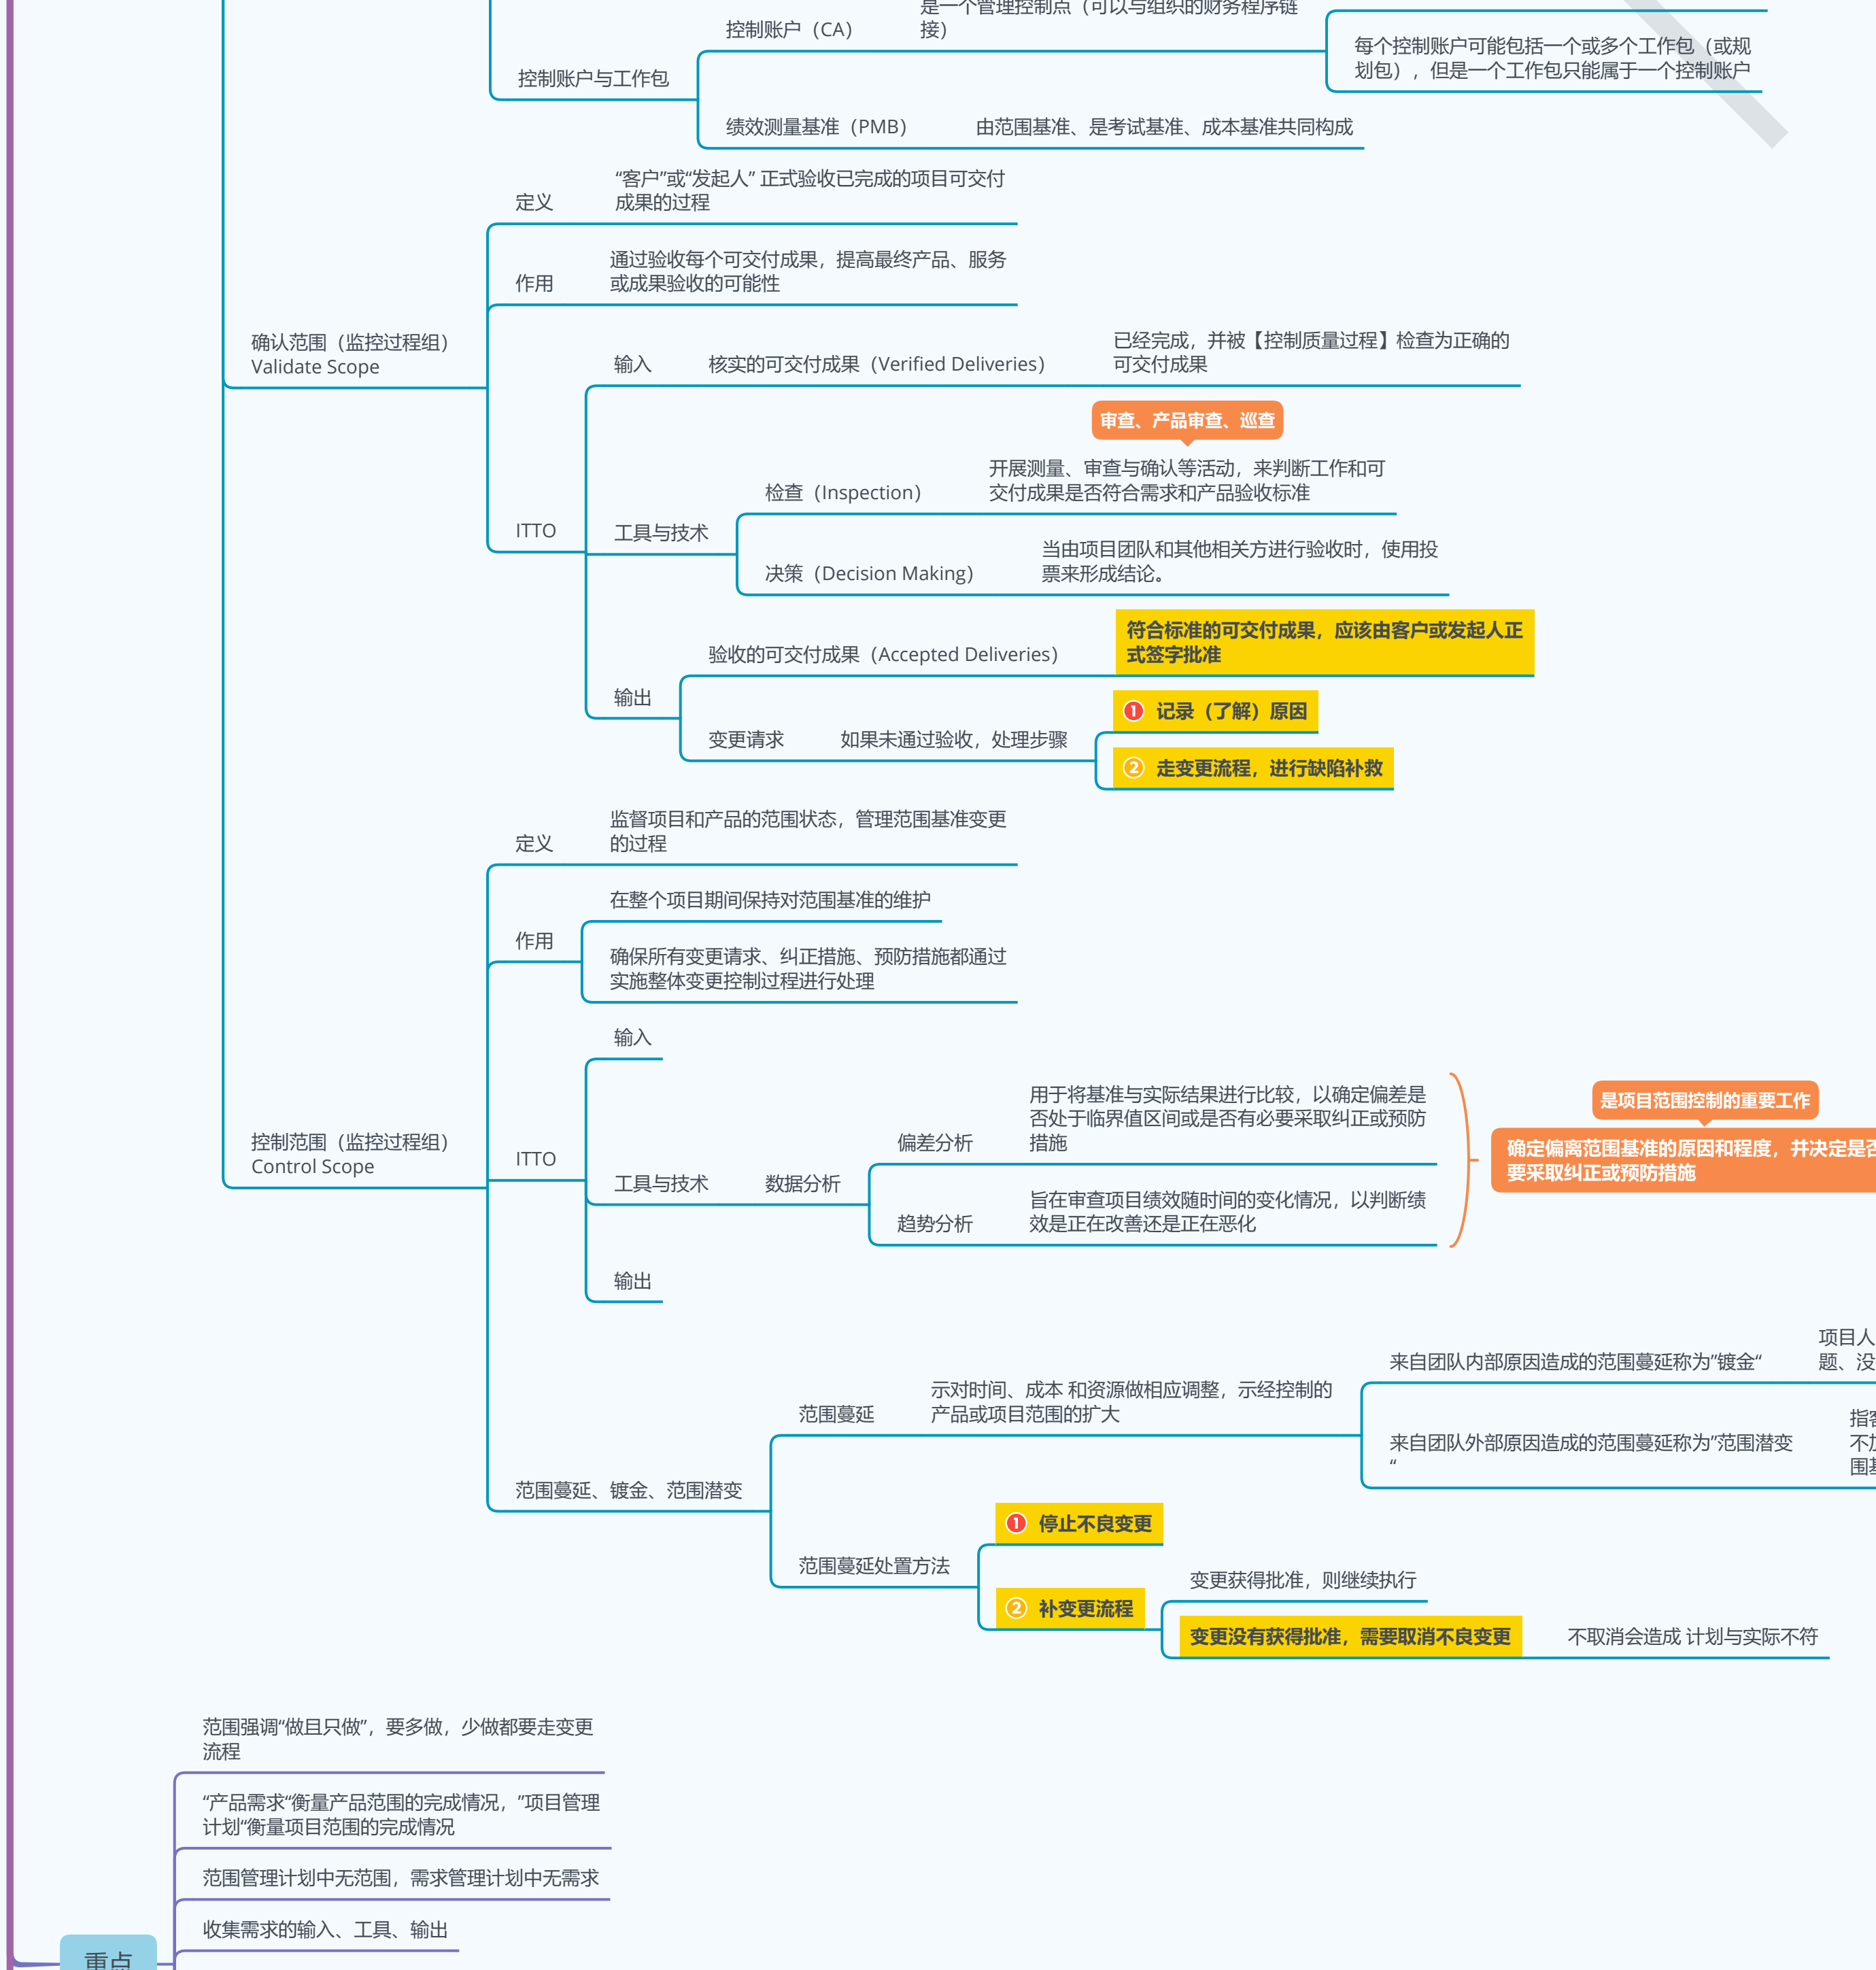 是一个管理控制点（可以与组织的财务程序链
接）
控制账户（CA）
每个控制账户可能包括一个或多个工作包（或规
划包），但是一个工作包只能属于一个控制账户
控制账户与工作包
绩效测量基准（PMB）
由范围基准、是考试基准、成本基准共同构成
定义
“客户”或“发起人” 正式验收已完成的项目可交付
成果的过程
作用
通过验收每个可交付成果，提高最终产品、服务
或成果验收的可能性
确认范围（监控过程组）
Validate Scope
输入
核实的可交付成果（Verified Deliveries）
已经完成，并被【控制质量过程】检查为正确的
可交付成果
审查、产品审查、巡查
检查（Inspection）
开展测量、审查与确认等活动，来判断工作和可
交付成果是否符合需求和产品验收标准
ITTO
工具与技术
决策（Decision Making）
当由项目团队和其他相关方进行验收时，使用投
票来形成结论。
验收的可交付成果（Accepted Deliveries）
符合标准的可交付成果，应该由客户或发起人正
式签字批准
输出
变更请求
如果未通过验收，处理步骤
1 记录（了解）原因
2 走变更流程，进行缺陷补救
定义
监督项目和产品的范围状态，管理范围基准变更
的过程
作用
在整个项目期间保持对范围基准的维护
确保所有变更请求、纠正措施、预防措施都通过
实施整体变更控制过程进行处理
输入
控制范围（监控过程组）
Control Scope
ITTO
工具与技术
数据分析
偏差分析
用于将基准与实际结果进行比较，以确定偏差是
否处于临界值区间或是否有必要采取纠正或预防
措施
趋势分析
旨在审查项目绩效随时间的变化情况，以判断绩
效是正在改善还是正在恶化
是项目范围控制的重要工作
确定偏离范围基准的原因和程度，并决定是否
要采取纠正或预防措施
输出
范围蔓延、镀金、范围潜变
范围蔓延
示对时间、成本 和资源做相应调整，示经控制的
产品或项目范围的扩大
来自团队内部原因造成的范围蔓延称为”镀金“
项目人
题、没
来自团队外部原因造成的范围蔓延称为”范围潜变
“
指客
不加
围基
范围蔓延处置方法
1 停止不良变更
2 补变更流程
变更获得批准，则继续执行
变更没有获得批准，需要取消不良变更
不取消会造成 计划与实际不符
范围强调“做且只做”，要多做，少做都要走变更
流程
“产品需求“衡量产品范围的完成情况，”项目管理
计划“衡量项目范围的完成情况
范围管理计划中无范围，需求管理计划中无需求
收集需求的输入、工具、输出
重点